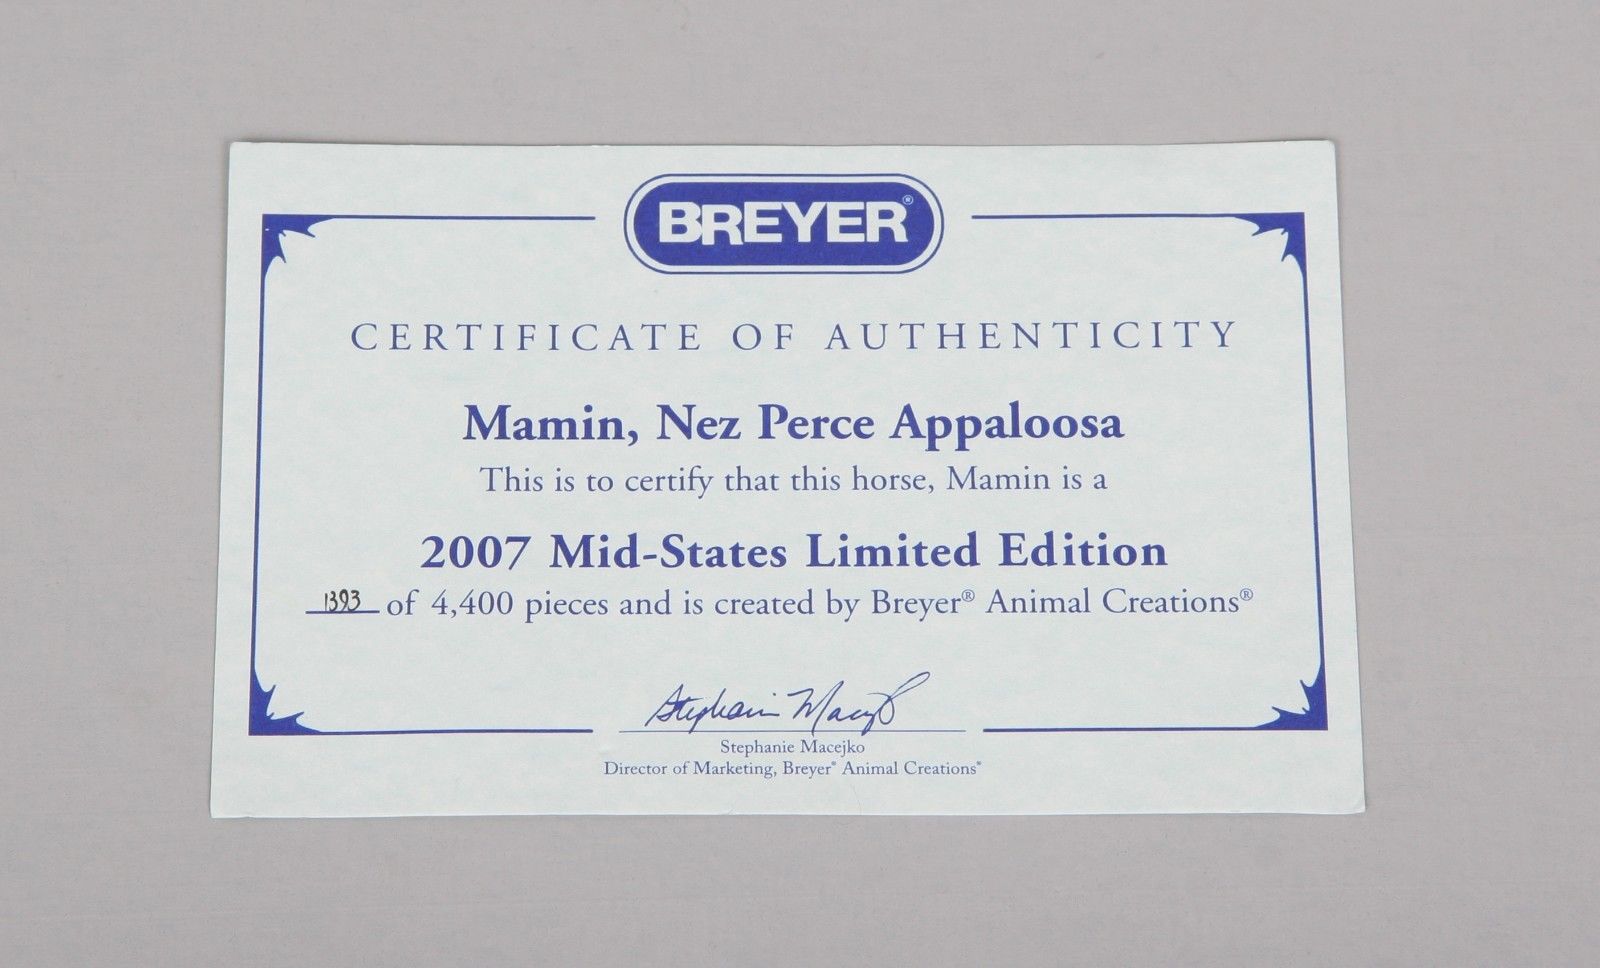 BREYER®
CERTIFICATE OF AUTHENTICITY
Mamin, Nez Perce Appaloosa
This is to certify that this horse, Mamin is a
2007 Mid-States Limited Edition
1393 of 4,400 pieces and is created by Breyer® Animal Creations®
Stephanie Macejko
Stephanie Macejko
Director of Marketing, Breyer® Animal Creations®